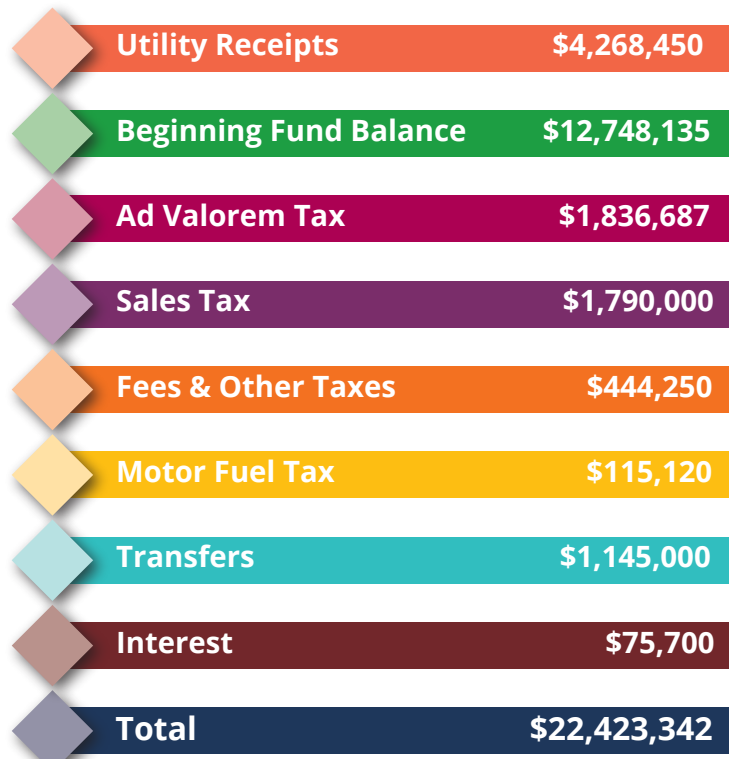 Utility Receipts $4,268,450
Beginning Fund Balance $12,748,135
Ad Valorem Tax $1,836,687
Sales Tax $1,790,000
Fees & Other Taxes $444,250
Motor Fuel Tax $115,120
Transfers $1,145,000
Interest $75,700
Total $22,423,342